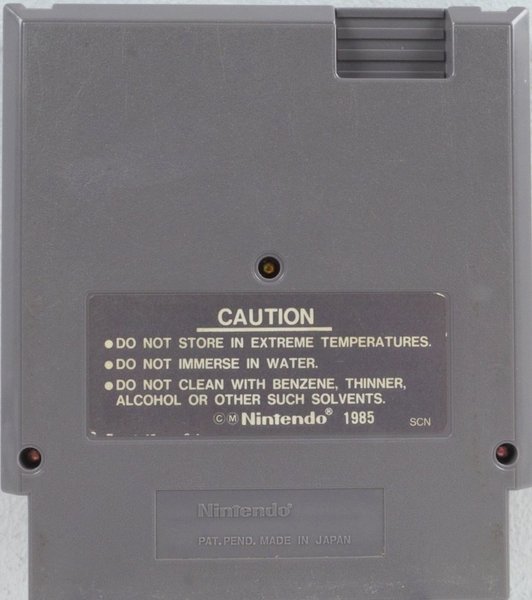 CAUTION
●DO NOT STORE IN EXTREME TEMPERATURES.
●DO NOT IMMERSE IN WATER.
●DO NOT CLEAN WITH BENZENE, THINNER,
ALCOHOL OR OTHER SUCH SOLVENTS.
ⒸⓂNintendo® 1985 SCN
Nintendo®
PAT.PEND. MADE IN JAPAN